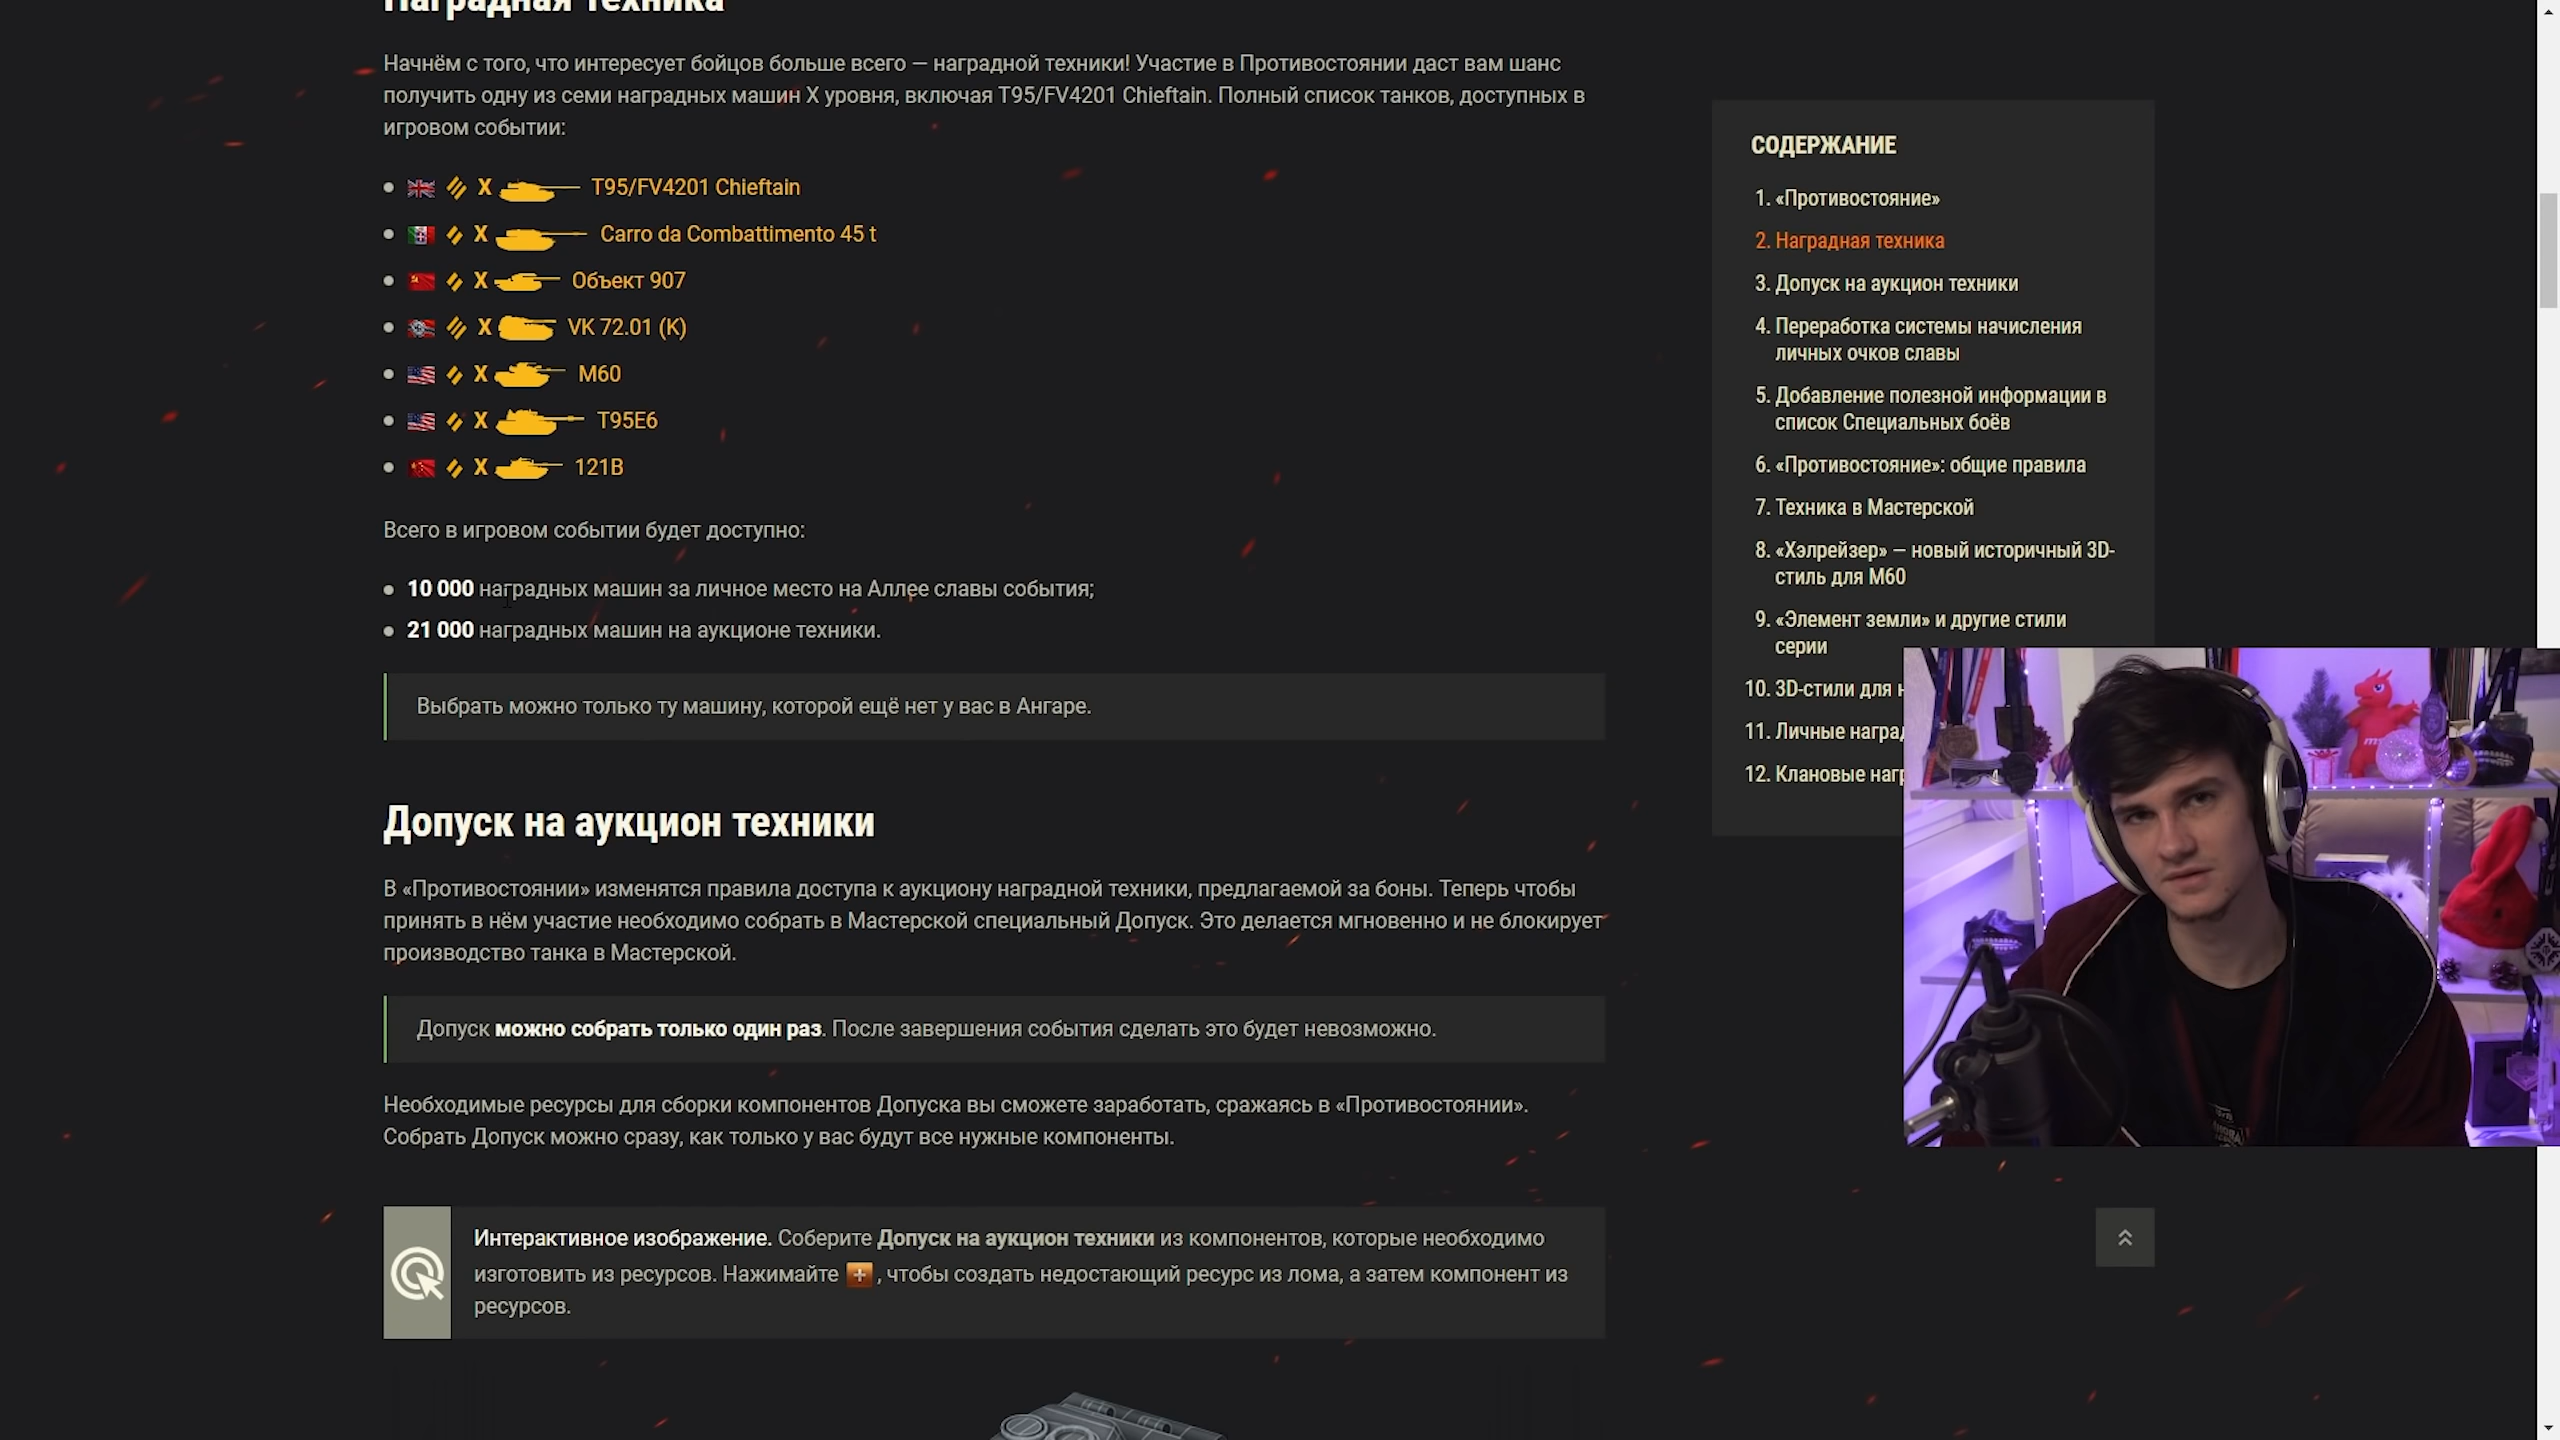 Наградная техника
Начнём с того, что интересует бойцов больше всего — наградной техники! Участие в Противостоянии даст вам шанс
получить одну из семи наградных машин X уровня, включая T95/FV4201 Chieftain. Полный список танков, доступных в
игровом событии:
X T95/FV4201 Chieftain
X Carro da Combattimento 45 t
X Объект 907
X VK 72.01 (K)
X M60
X T95E6
X 121B
Всего в игровом событии будет доступно:
10 000 наградных машин за личное место на Аллее славы события;
21 000 наградных машин на аукционе техники.
Выбрать можно только ту машину, которой ещё нет у вас в Ангаре.
Допуск на аукцион техники
В «Противостоянии» изменятся правила доступа к аукциону наградной техники, предлагаемой за боны. Теперь чтобы
принять в нём участие необходимо собрать в Мастерской специальный Допуск. Это делается мгновенно и не блокирует
производство танка в Мастерской.
Допуск можно собрать только один раз. После завершения события сделать это будет невозможно.
Необходимые ресурсы для сборки компонентов Допуска вы сможете заработать, сражаясь в «Противостоянии».
Собрать Допуск можно сразу, как только у вас будут все нужные компоненты.
Интерактивное изображение. Соберите Допуск на аукцион техники из компонентов, которые необходимо
изготовить из ресурсов. Нажимайте + , чтобы создать недостающий ресурс из лома, а затем компонент из
ресурсов.
СОДЕРЖАНИЕ
1. «Противостояние»
2. Наградная техника
3. Допуск на аукцион техники
4. Переработка системы начисления
личных очков славы
5. Добавление полезной информации в
список Специальных боёв
6. «Противостояние»: общие правила
7. Техника в Мастерской
8. «Хэлрейзер» — новый историчный 3D-
стиль для M60
9. «Элемент земли» и другие стили
серии
10. 3D-стили для
11. Личные наград
12. Клановые наг